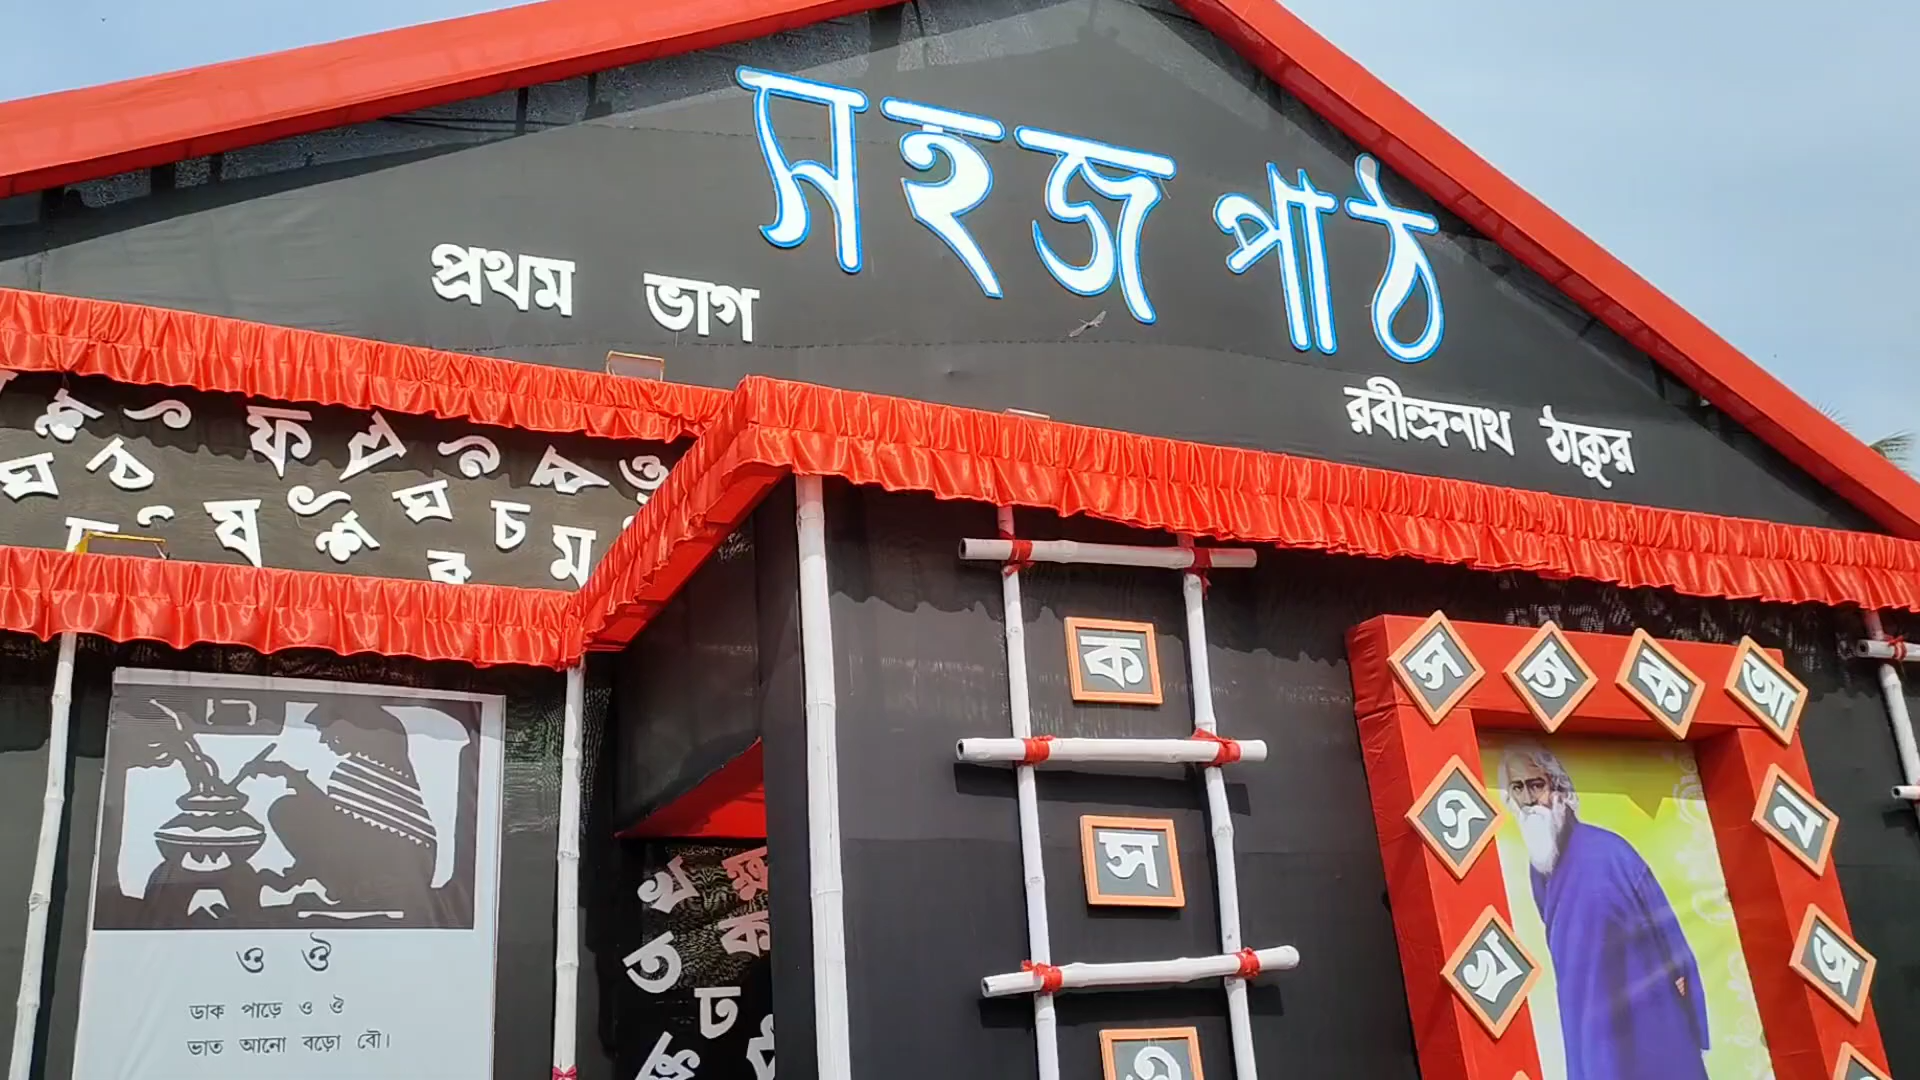 সহজ পাঠ
প্রথম ভাগ
রবীন্দ্রনাথ ঠাকুর
ফ
ঘ
ষ
ঘ
চ
ম
ক
স
স
অ
ক
আ
ঐ
ন
খ
অ
খ
ক্ষ
ক
ত
ঢ
ও ঔ
ডাক পাড়ে ও ঔ
ভাত আনো বড়ো বৌ।